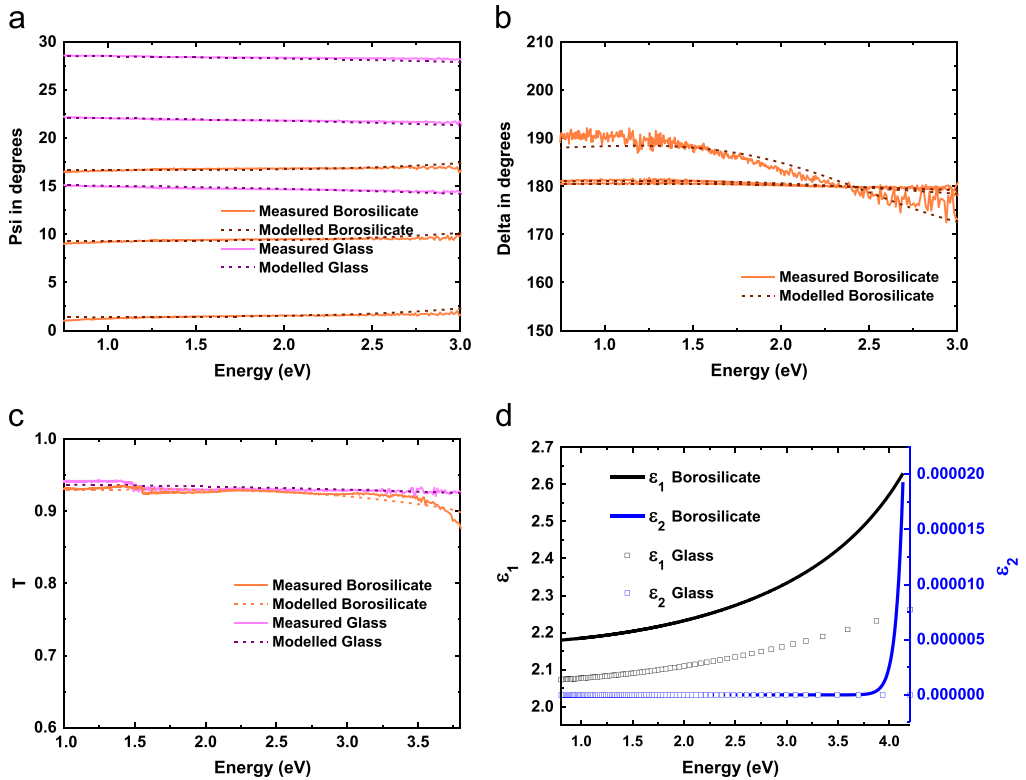 a
30
25
20
15
10
5
0
Psi in degrees
Measured Borosilicate
Modelled Borosilicate
Measured Glass
Modelled Glass
1.0 1.5 2.0 2.5 3.0
Energy (eV)
b
210
200
190
180
170
160
150
Delta in degrees
Measured Borosilicate
Modelled Borosilicate
1.0 1.5 2.0 2.5 3.0
Energy (eV)
c
1.0
0.9
0.8
0.7
0.6
T
Measured Borosilicate
Modelled Borosilicate
Measured Glass
Modelled Glass
1.0 1.5 2.0 2.5 3.0 3.5
Energy (eV)
d
2.7
2.6
2.5
2.4
2.3
2.2
2.1
2.0
ε1
ε1 Borosilicate
ε2 Borosilicate
ε1 Glass
ε2 Glass
0.000020
0.000015
0.000010
0.000005
0.000000
ε2
1.0 1.5 2.0 2.5 3.0 3.5 4.0
Energy (eV)